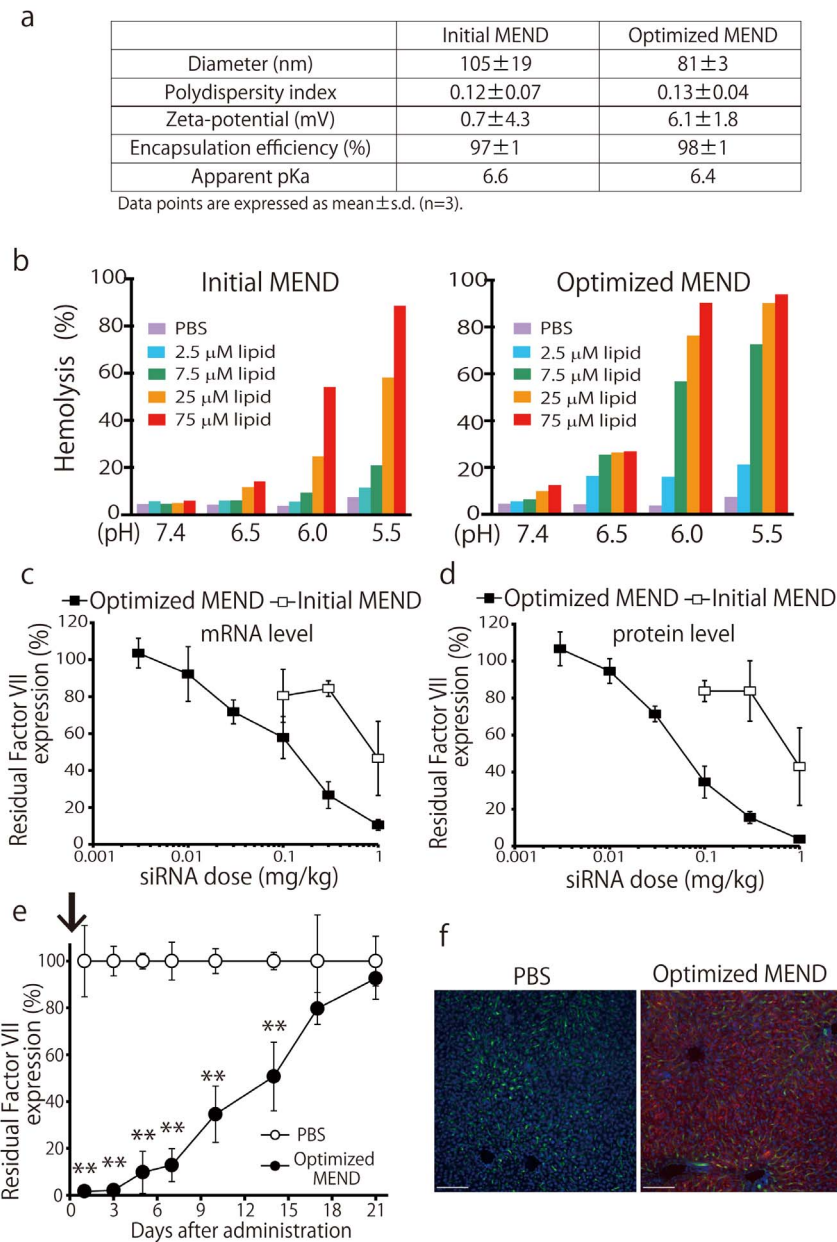 a
Initial MEND Optimized MEND
Diameter (nm) 105±19 81±3
Polydispersity index 0.12±0.07 0.13±0.04
Zeta-potential (mV) 0.7±4.3 6.1±1.8
Encapsulation efficiency (%) 97±1 98±1
Apparent pKa 6.6 6.4
Data points are expressed as mean±s.d. (n=3).
b
Initial MEND
Hemolysis (%)
100
80
60
40
20
0
PBS
2.5 μM lipid
7.5 μM lipid
25 μM lipid
75 μM lipid
(pH) 7.4 6.5 6.0 5.5
Optimized MEND
100
80
60
40
20
0
PBS
2.5 μM lipid
7.5 μM lipid
25 μM lipid
75 μM lipid
(pH) 7.4 6.5 6.0 5.5
c
Optimized MEND Initial MEND
mRNA level
Residual Factor VII
expression (%)
120
100
80
60
40
20
0
0.001 0.01 0.1 1
siRNA dose (mg/kg)
d
Optimized MEND Initial MEND
protein level
Residual Factor VII
expression (%)
120
100
80
60
40
20
0
0.001 0.01 0.1 1
siRNA dose (mg/kg)
e
Residual Factor VII
expression (%)
100
80
60
40
20
0
** ** ** ** ** **
PBS
Optimized
MEND
0 3 6 9 12 15 18 21
Days after administration
f
PBS Optimized MEND